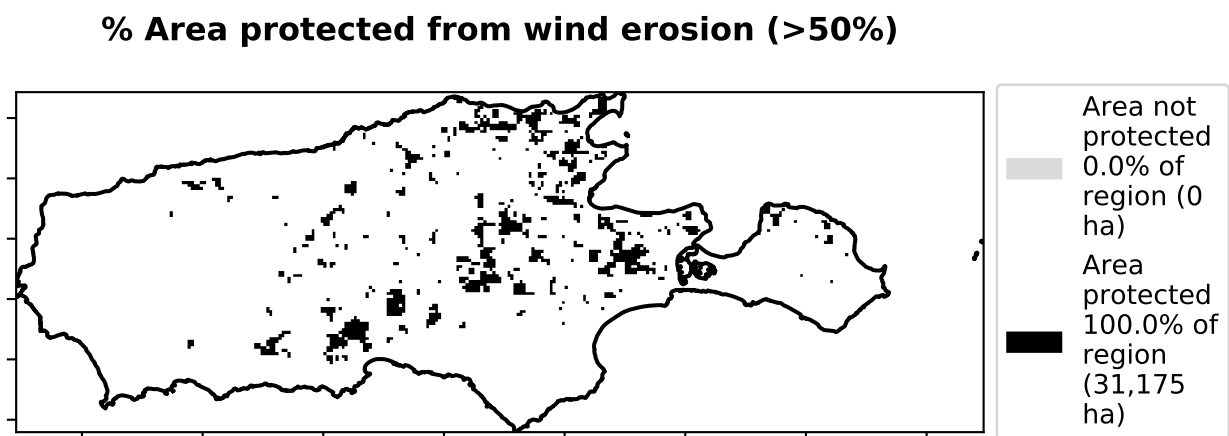 % Area protected from wind erosion (>50%)
Area not
protected
0.0% of
region (0
ha)
Area
protected
100.0% of
region
(31,175
ha)